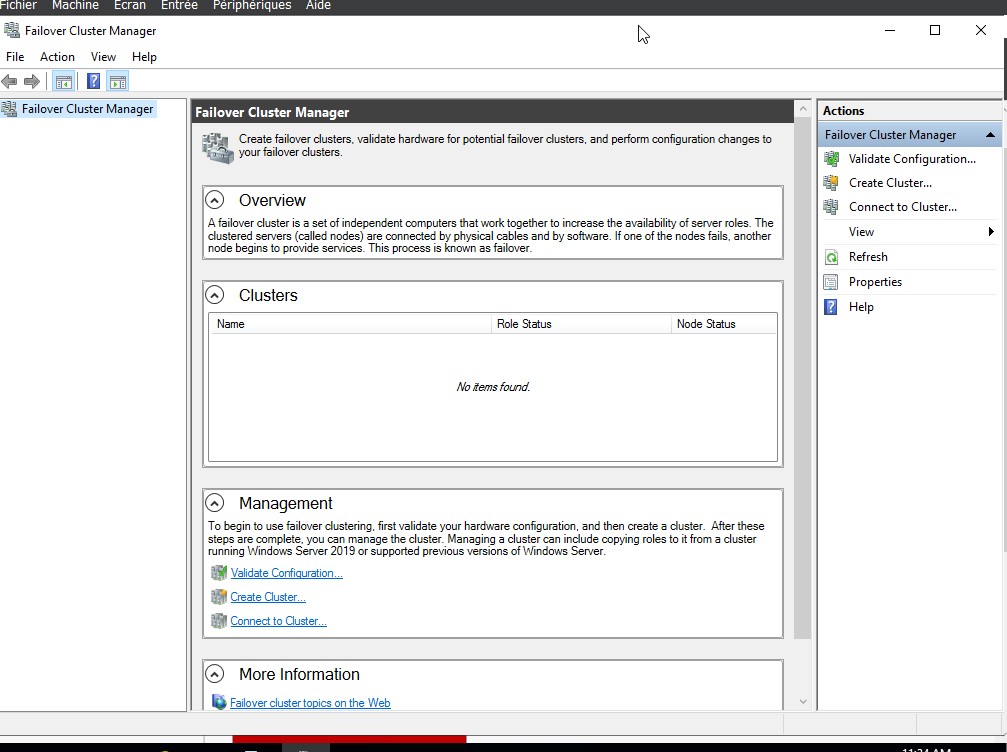 Fichier Machine Ecran Entrée Périphériques Aide
Failover Cluster Manager
File Action View Help
Failover Cluster Manager
Failover Cluster Manager
Create failover clusters, validate hardware for potential failover clusters, and perform configuration changes to
your failover clusters.
Overview
A failover cluster is a set of independent computers that work together to increase the availability of server roles. The
clustered servers (called nodes) are connected by physical cables and by software. If one of the nodes fails, another
node begins to provide services. This process is known as failover.
Clusters
Name Role Status Node Status
No items found.
Management
To begin to use failover clustering, first validate your hardware configuration, and then create a cluster. After these
steps are complete, you can manage the cluster. Managing a cluster can include copying roles to it from a cluster
running Windows Server 2019 or supported previous versions of Windows Server.
Validate Configuration...
Create Cluster...
Connect to Cluster...
More Information
Failover cluster topics on the Web
Actions
Failover Cluster Manager
Validate Configuration...
Create Cluster...
Connect to Cluster...
View
Refresh
Properties
Help
11:34 AM